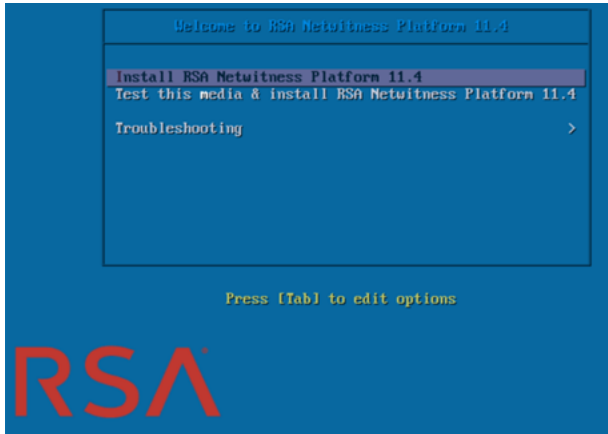 Welcome to RSA Netwitness Platform 11.4
Install RSA Netwitness Platform 11.4
Test this media & install RSA Netwitness Platform 11.4
Troubleshooting >
Press [Tab] to edit options
RSA